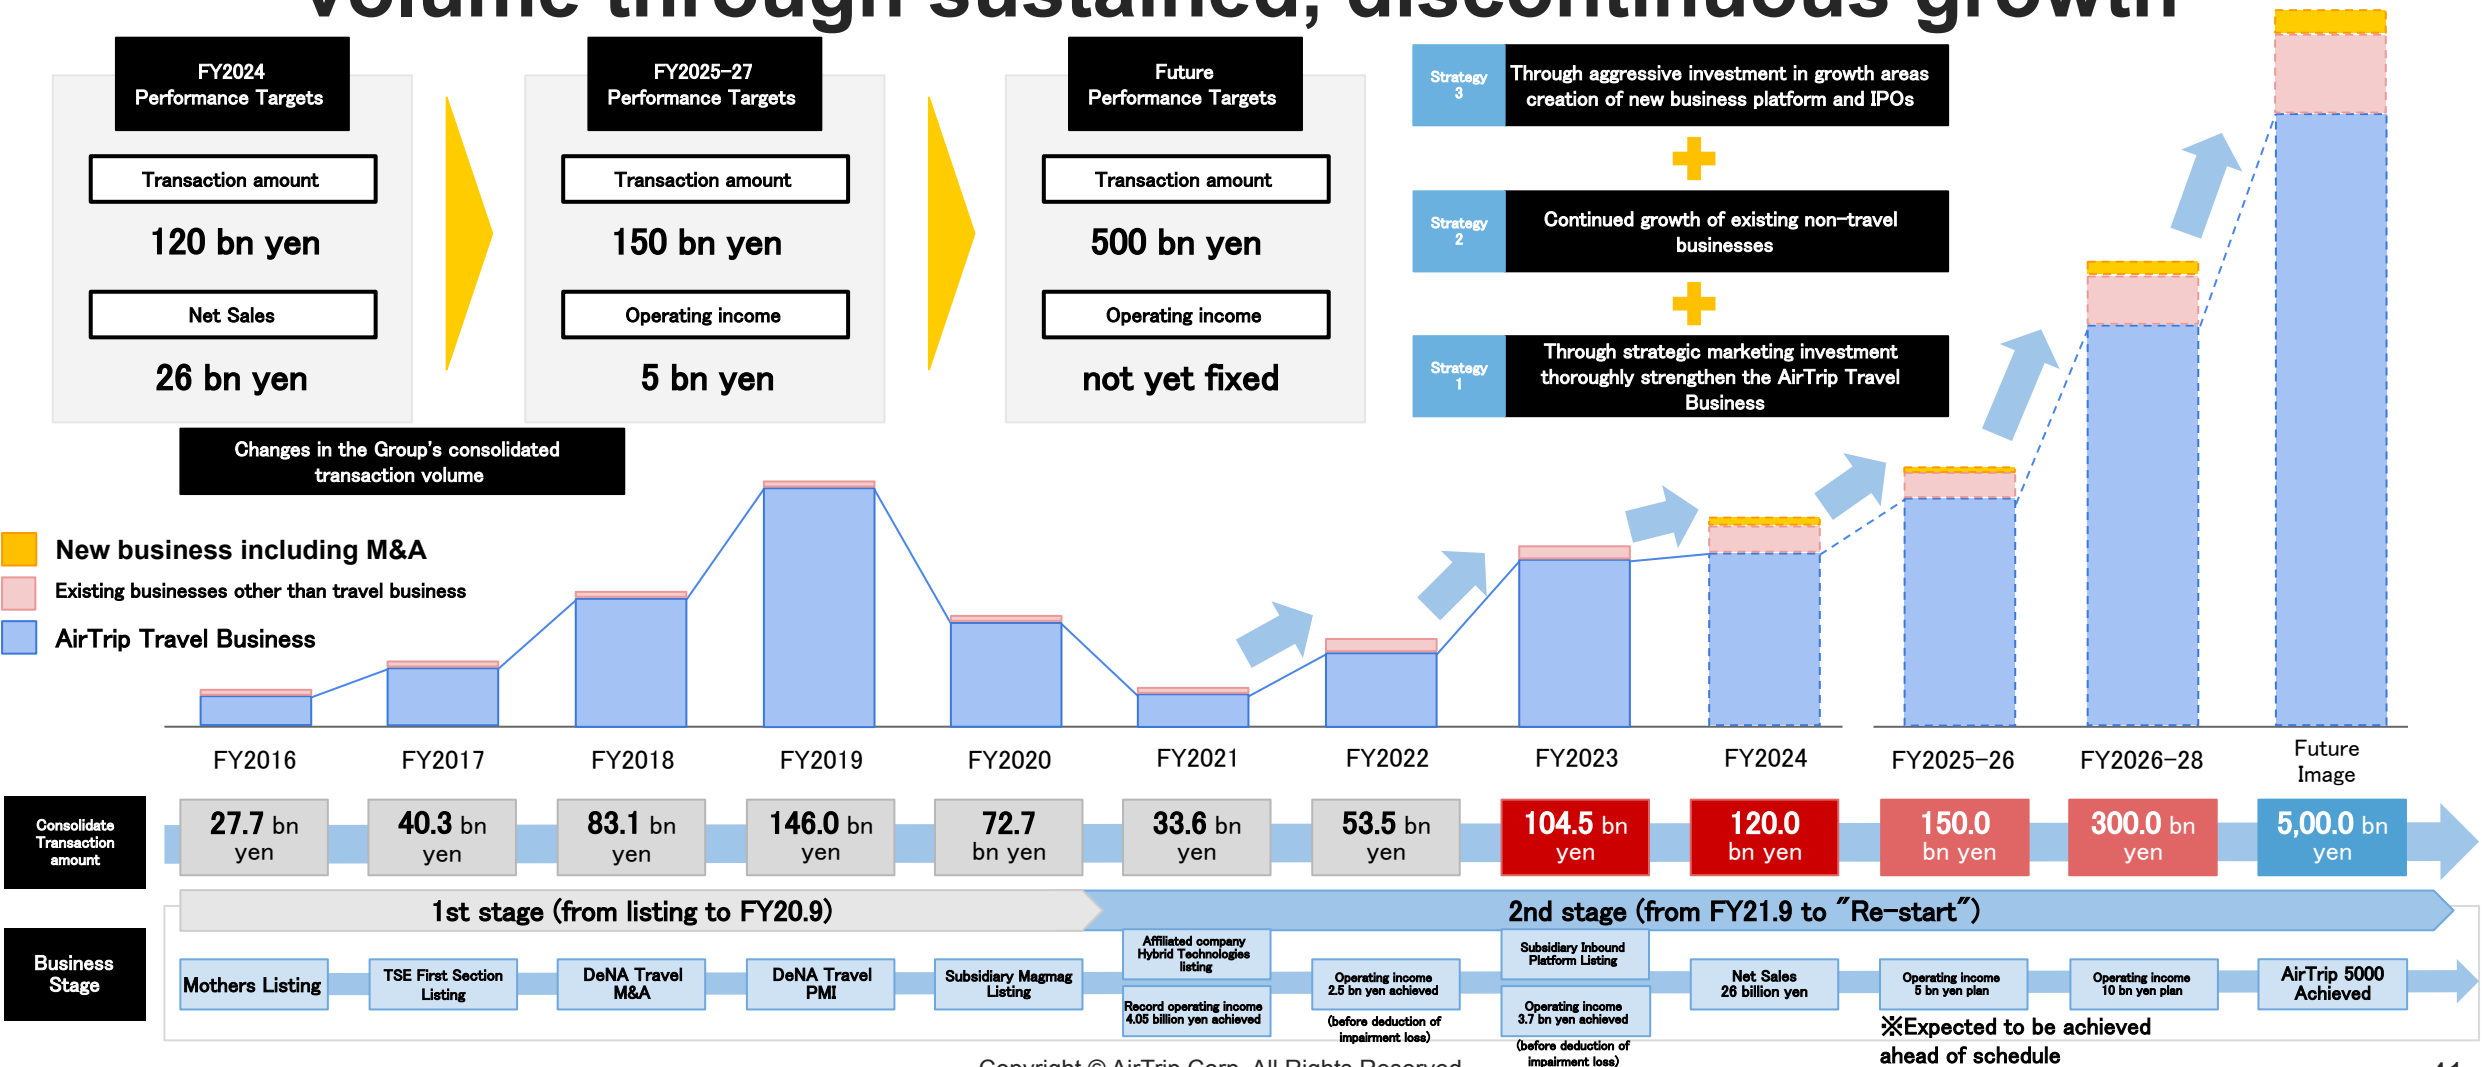 volume through sustained, discontinuous growth
FY2024
Performance Targets
Transaction amount
120 bn yen
Net Sales
26 bn yen
FY2025-27
Performance Targets
Transaction amount
150 bn yen
Operating income
5 bn yen
Future
Performance Targets
Transaction amount
500 bn yen
Operating income
not yet fixed
Strategy
3
Through aggressive investment in growth areas
creation of new business platform and IPOs
Strategy
2
Continued growth of existing non-travel
businesses
Strategy
1
Through strategic marketing investment
thoroughly strengthen the AirTrip Travel
Business
Changes in the Group's consolidated
transaction volume
New business including M&A
Existing businesses other than travel business
AirTrip Travel Business
FY2016
FY2017
FY2018
FY2019
FY2020
FY2021
FY2022
FY2023
FY2024
FY2025-26
FY2026-28
Future
Image
Consolidate
Transaction
amount
27.7 bn
yen
40.3 bn
yen
83.1 bn
yen
146.0 bn
yen
72.7
bn yen
33.6 bn
yen
53.5 bn
yen
104.5 bn
yen
120.0
bn yen
150.0
bn yen
300.0 bn
yen
5,00.0 bn
yen
1st stage (from listing to FY20.9)
2nd stage (from FY21.9 to "Re-start")
Business
Stage
Mothers Listing
TSE First Section
Listing
DeNA Travel
M&A
DeNA Travel
PMI
Subsidiary Magmag
Listing
Affiliated company
Hybrid Technologies
listing
Record operating income
4.05 billion yen achieved
Operating income
2.5 bn yen achieved
(before deduction of
impairment loss)
Subsidiary Inbound
Platform Listing
Operating income
3.7 bn yen achieved
(before deduction of
impairment loss)
Net Sales
26 billion yen
Operating income
5 bn yen plan
Operating income
10 bn yen plan
AirTrip 5000
Achieved
※Expected to be achieved
ahead of schedule
Copyright © AirTrip Corp. All Rights Reserved